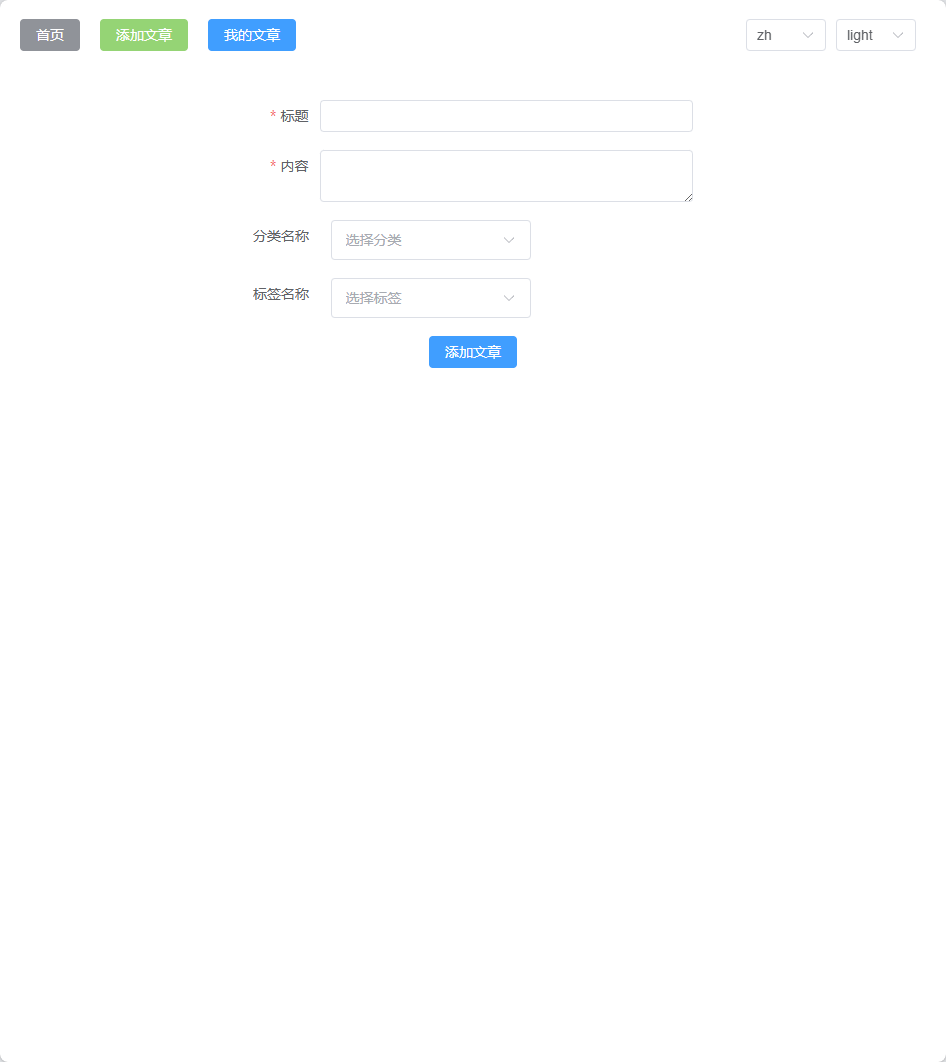 首页 添加文章 我的文章 zh light
* 标题
* 内容
分类名称 选择分类
标签名称 选择标签
添加文章